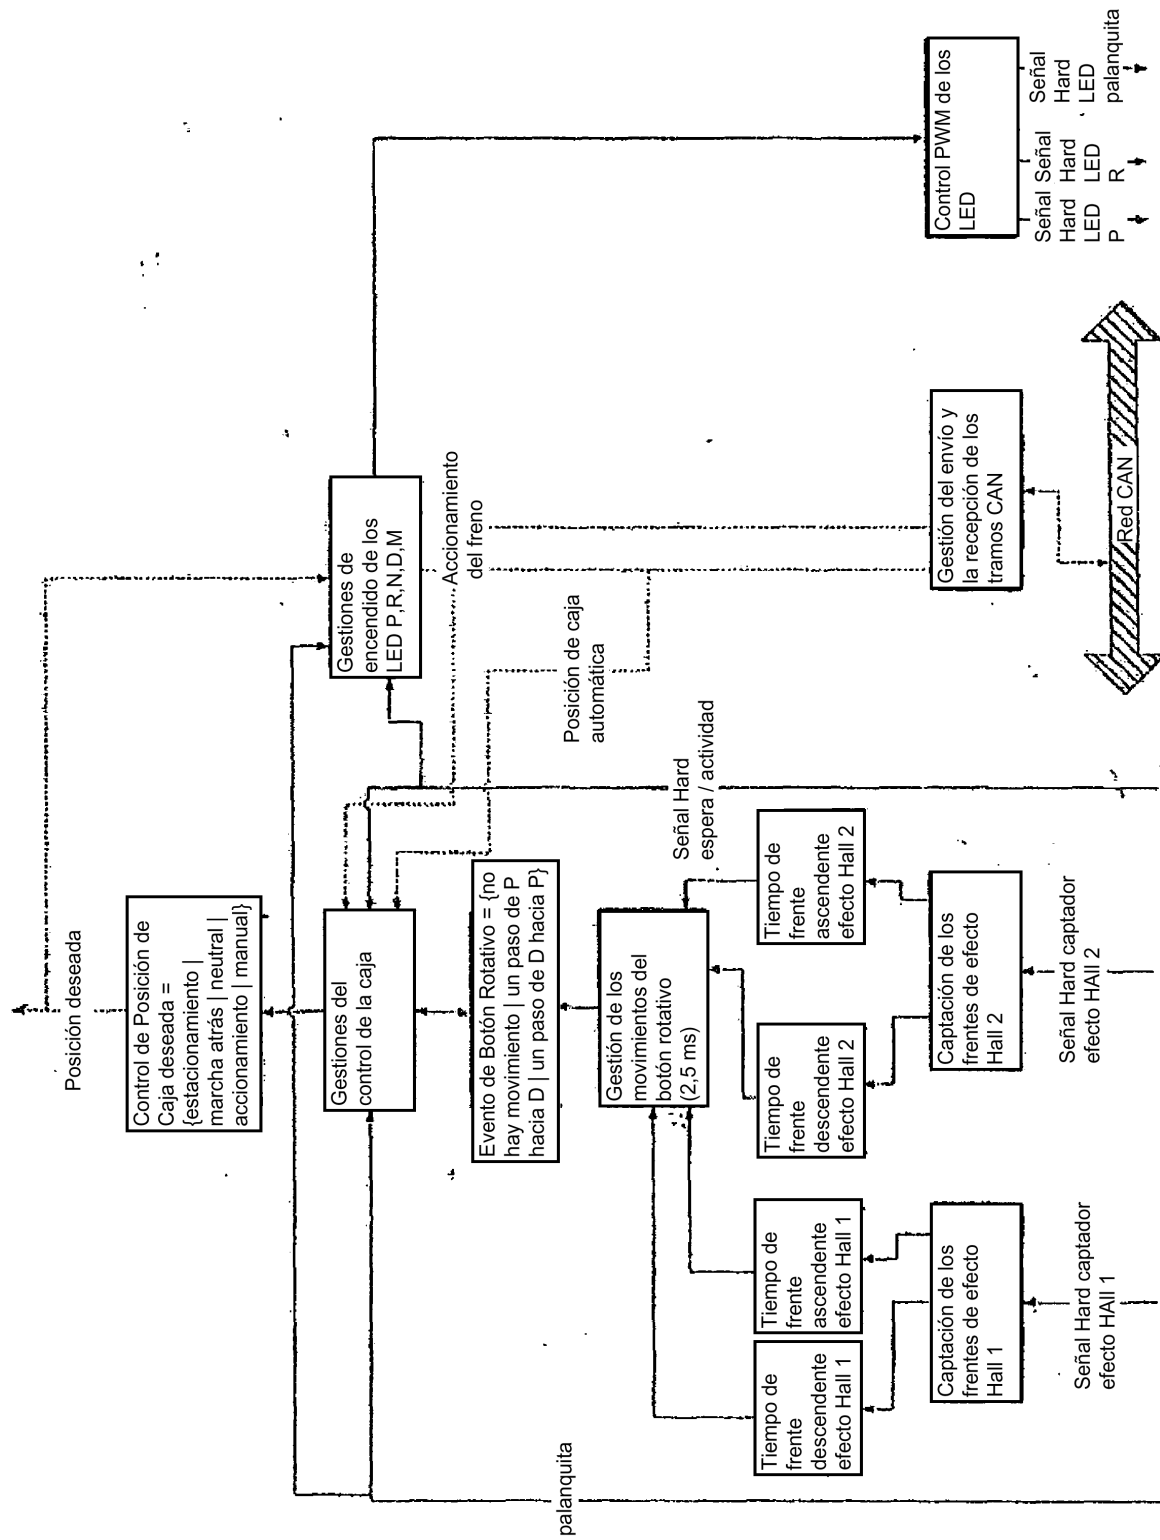 Posición deseada
Control de Posición de
Caja deseada =
{estacionamiento |
marcha atrás | neutral |
accionamiento | manual}
Gestiones del
control de la caja
Evento de Botón Rotativo = {no
hay movimiento | un paso de P
hacia D | un paso de D hacia P}
Gestión de los
movimientos del
botón rotativo
(2,5 ms)
Tiempo de
frente
descendente
efecto Hall 1
Tiempo de
frente
ascendente
efecto Hall 1
Tiempo de
frente
descendente
efecto Hall 2
Tiempo de
frente
ascendente
efecto Hall 2
Captación de los
frentes de efecto
Hall 1
Captación de los
frentes de efecto
Hall 2
Señal Hard captador
efecto HAll 1
Señal Hard captador
efecto HAll 2
palanquita
Señal Hard
espera / actividad
Posición de caja
automática
Accionamiento
del freno
Gestiones de
encendido de los
LED P,R,N,D,M
Gestión del envío y
la recepción de los
tramos CAN
Red CAN
Control PWM de los
LED
Señal
Hard
LED
P
Señal
Hard
LED
R
Señal
Hard
LED
palanquita